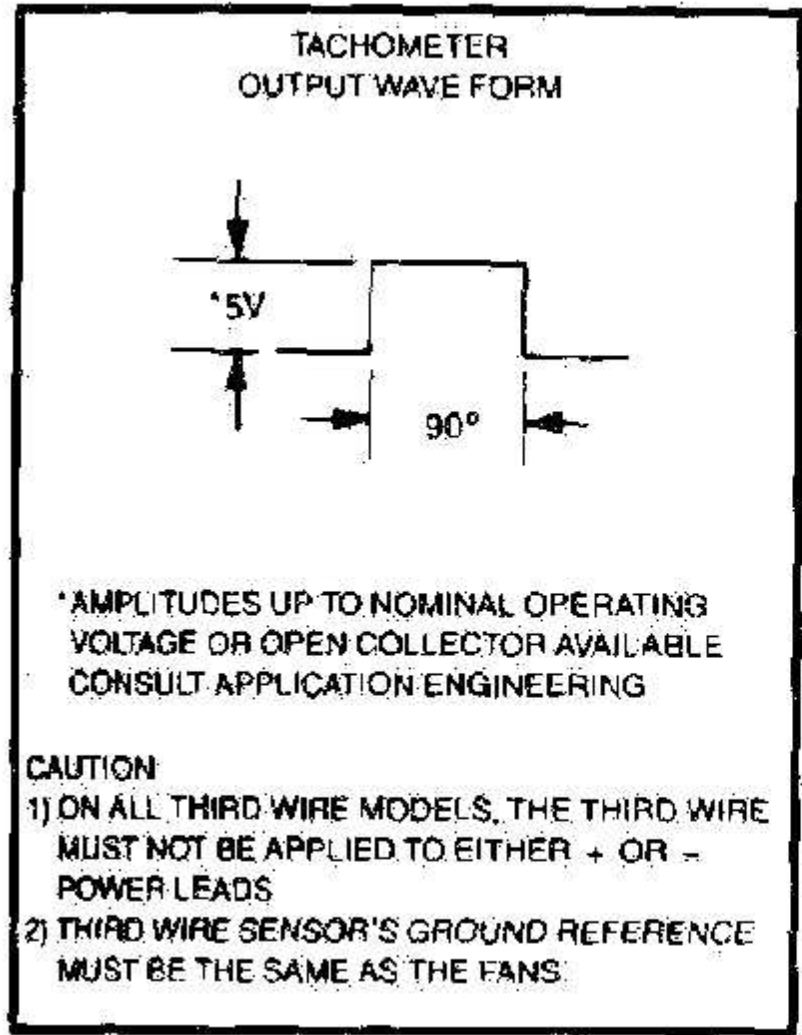 TACHOMETER
OUTPUT WAVE FORM
*5V
90°
*AMPLITUDES UP TO NOMINAL OPERATING
VOLTAGE OR OPEN COLLECTOR AVAILABLE
CONSULT APPLICATION ENGINEERING
CAUTION
1) ON ALL THIRD WIRE MODELS, THE THIRD WIRE
MUST NOT BE APPLIED TO EITHER + OR -
POWER LEADS
2) THIRD WIRE SENSOR'S GROUND REFERENCE
MUST BE THE SAME AS THE FANS